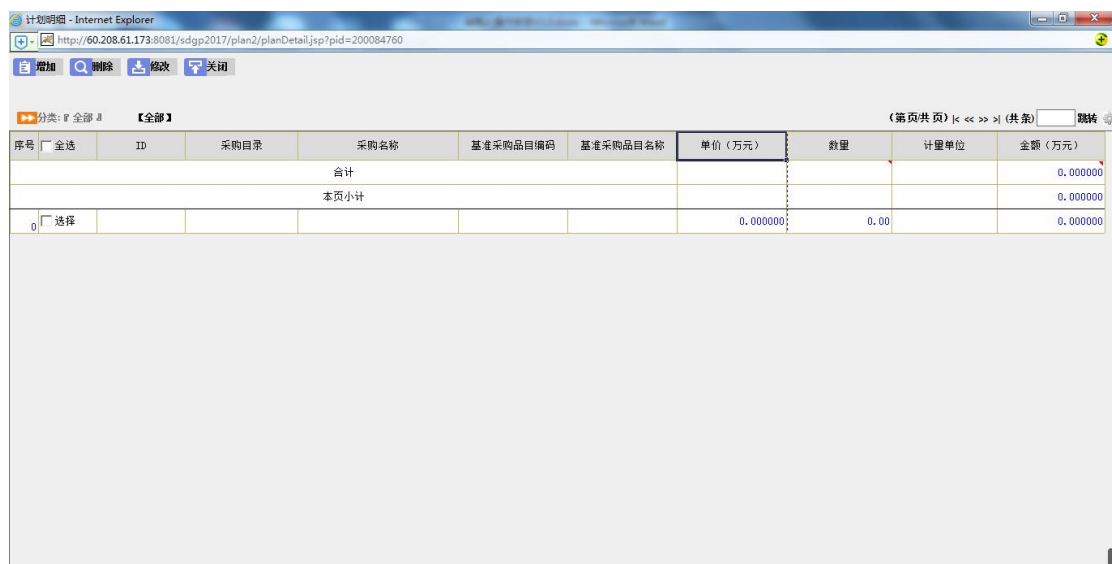 计划明细 - Internet Explorer
http://60.208.61.173:8081/sdgp2017/plan2/planDetail.jsp?pid=200084760
增加 删除 修改 关闭
分类:『 全部 』 【全部】 (第 页/共 页) |< << >> >| (共 条) 跳转
序号 全选 ID 采购目录 采购名称 基准采购品目编码 基准采购品目名称 单价（万元） 数量 计量单位 金额（万元）
合计 0.000000
本页小计 0.000000
0 选择 0.000000 0.00 0.000000